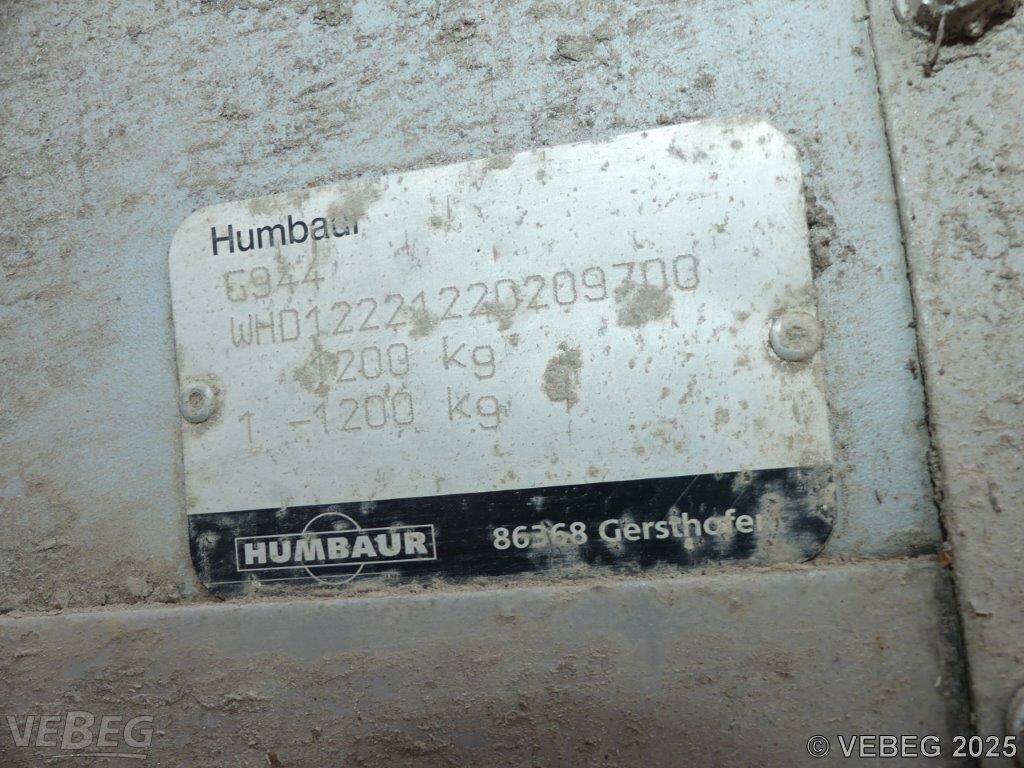 Humbaur
G944
WHD12221220209700
1200 kg
1 -1200 kg
HUMBAUR
86368 Gersthofen
VEBEG
© VEBEG 2025